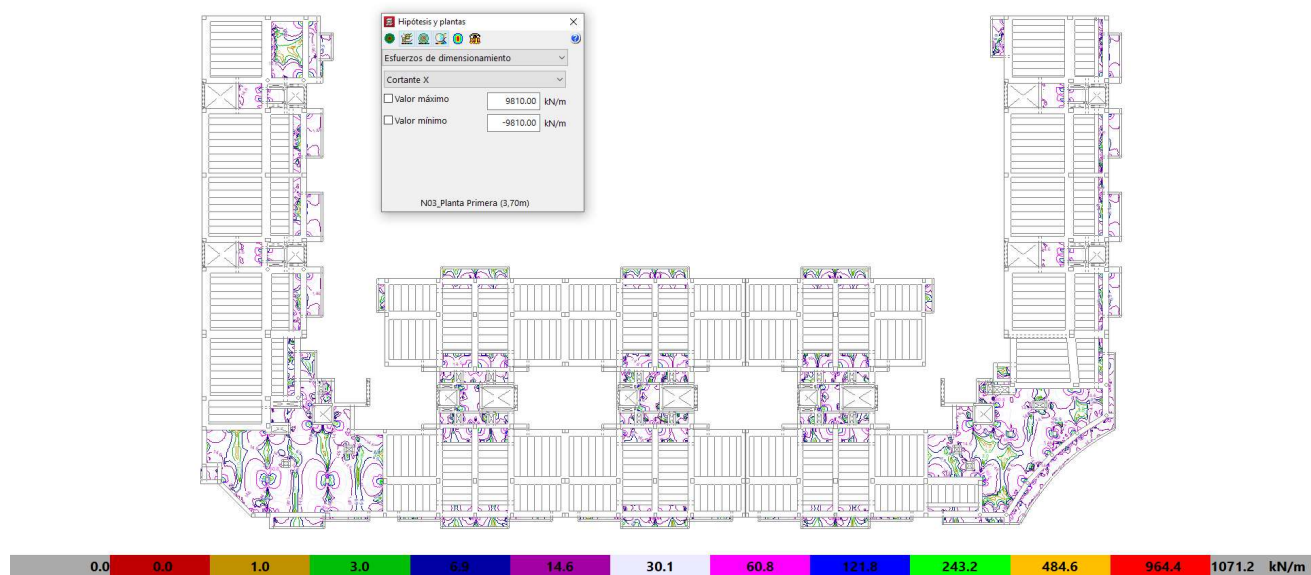 Hipótesis y plantas
Esfuerzos de dimensionamiento
Cortante X
Valor máximo 9810.00 kN/m
Valor mínimo -9810.00 kN/m
N03_Planta Primera (3,70m)
0.0 0.0 1.0 3.0 6.9 14.6 30.1 60.8 121.8 243.2 484.6 964.4 1071.2 kN/m